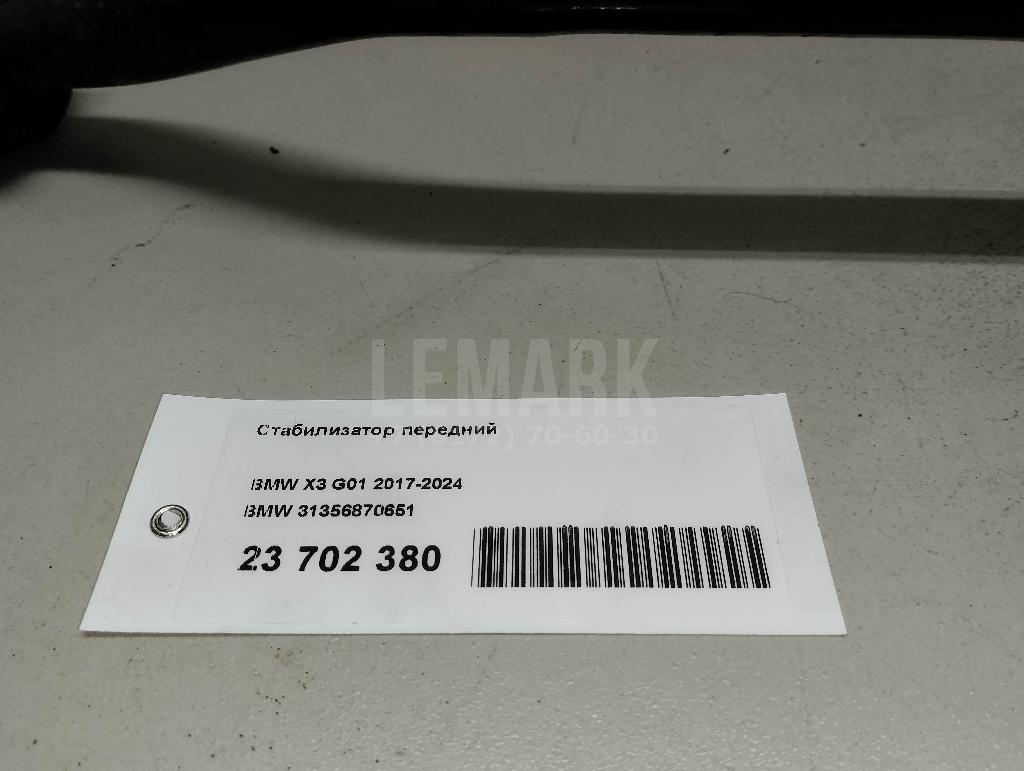 LEMARK
Стабилизатор передний
70-60-30
BMW X3 G01 2017-2024
BMW 31356870651
23 702 380